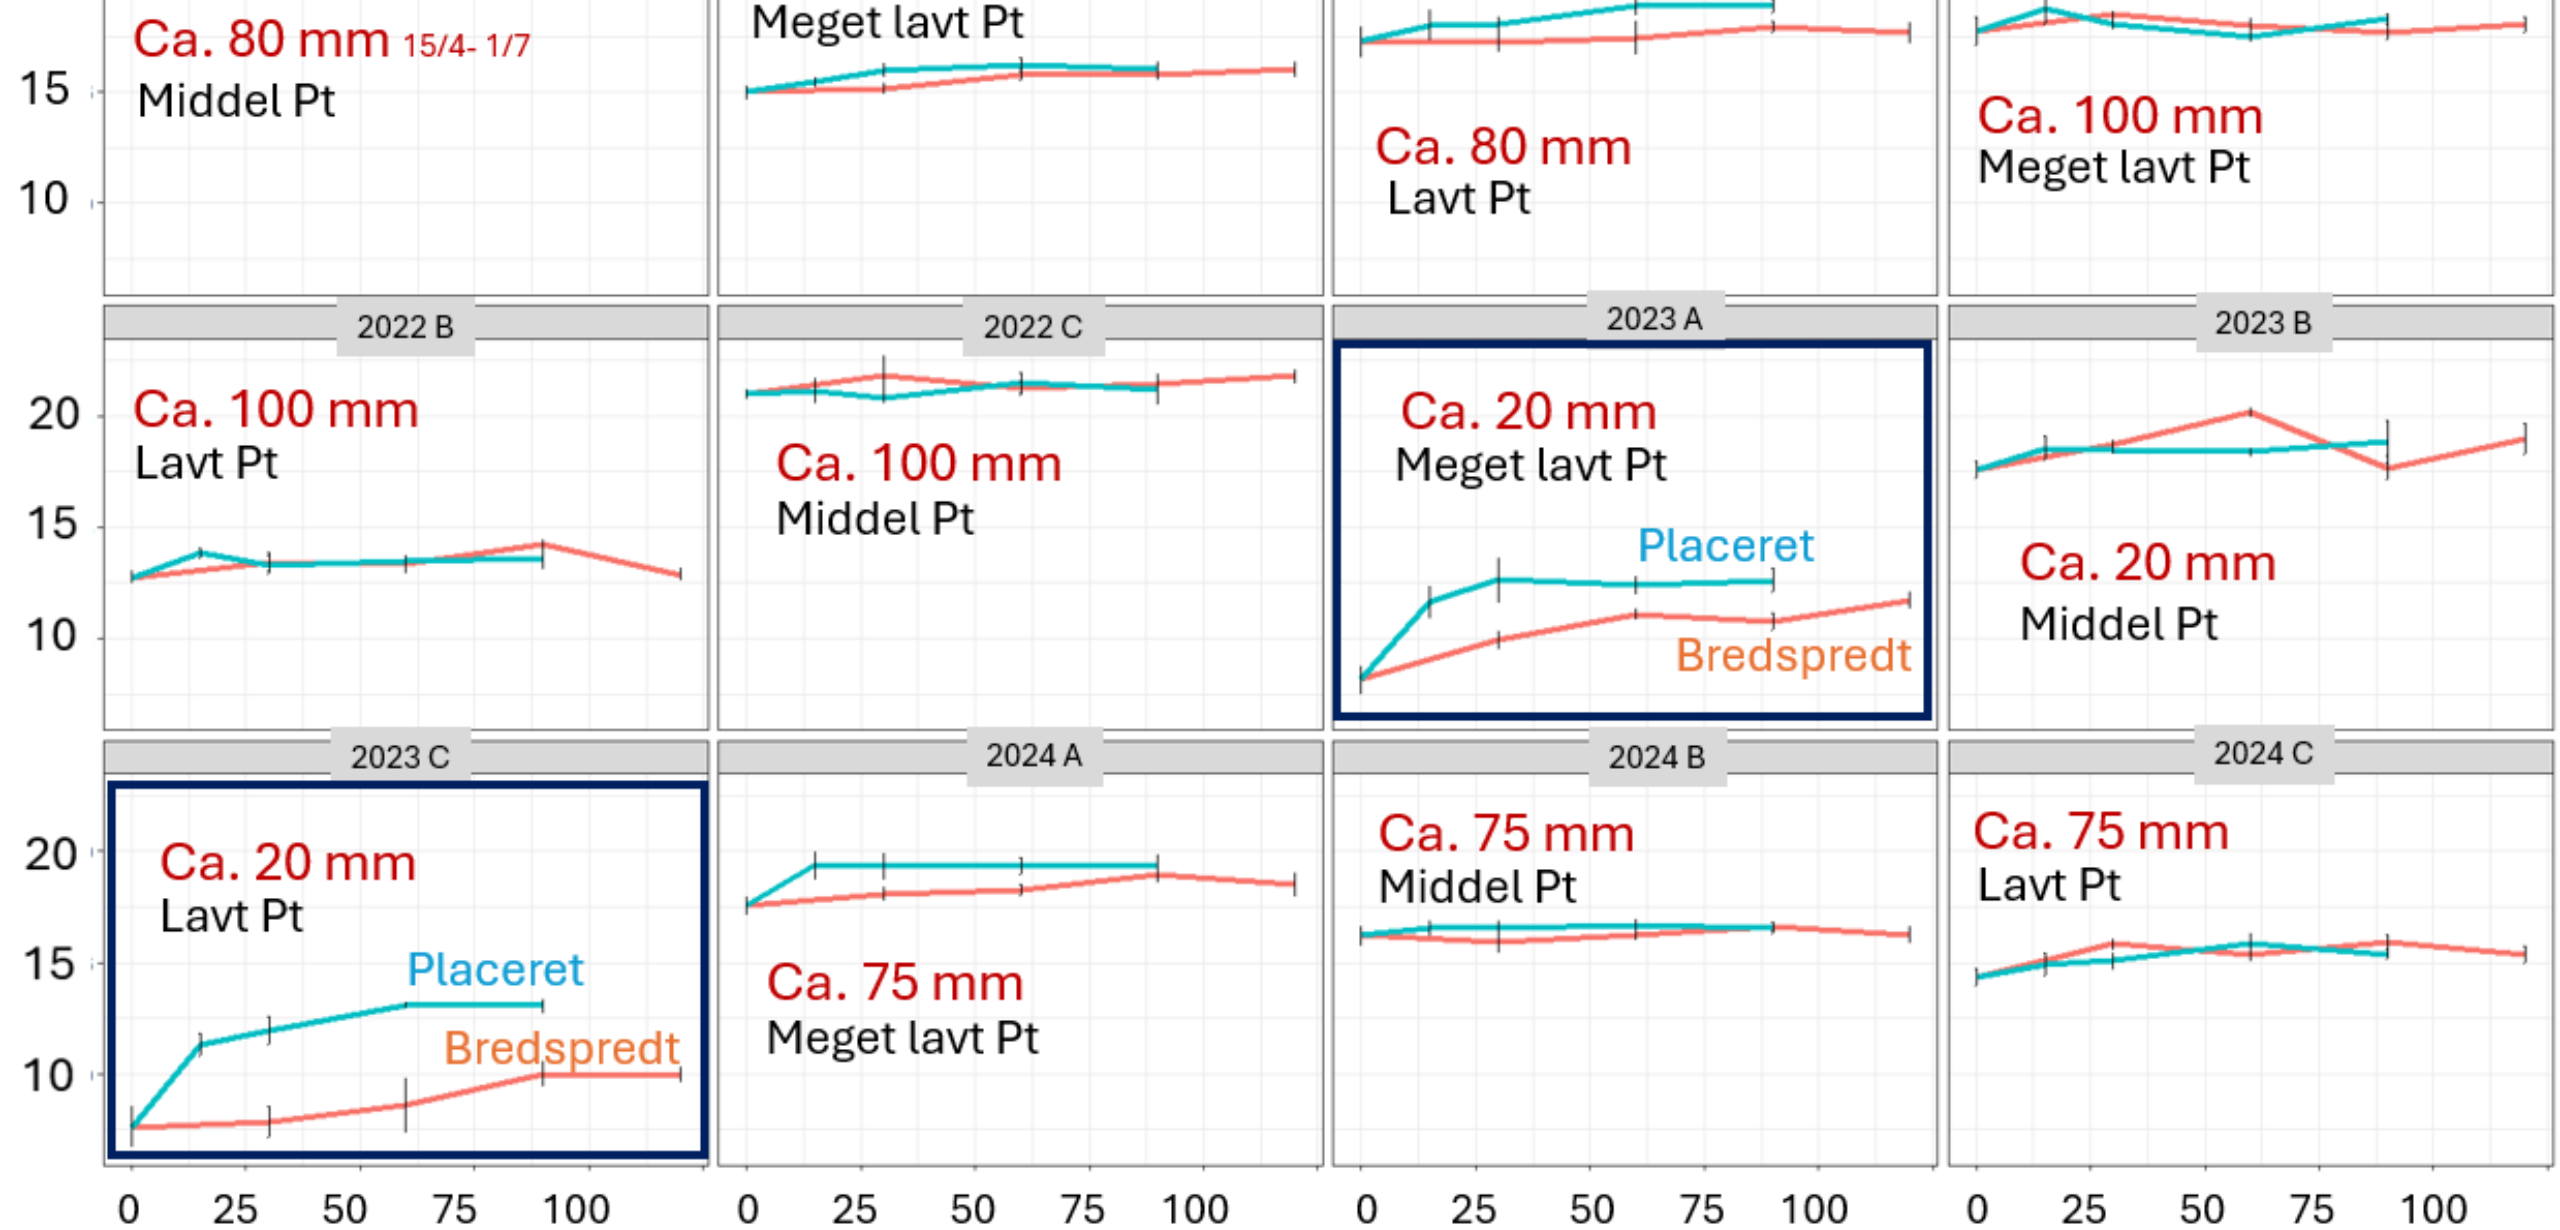 Ca. 80 mm 15/4- 1/7
Middel Pt
Meget lavt Pt
Ca. 80 mm
Lavt Pt
Ca. 100 mm
Meget lavt Pt
15
10
2022 B
2022 C
2023 A
2023 B
Ca. 100 mm
Lavt Pt
Ca. 100 mm
Middel Pt
Ca. 20 mm
Meget lavt Pt
Placeret
Bredspredt
Ca. 20 mm
Middel Pt
20
15
10
2023 C
2024 A
2024 B
2024 C
Ca. 20 mm
Lavt Pt
Placeret
Bredspredt
Ca. 75 mm
Meget lavt Pt
Ca. 75 mm
Middel Pt
Ca. 75 mm
Lavt Pt
20
15
10
0 25 50 75 100
0 25 50 75 100
0 25 50 75 100
0 25 50 75 100